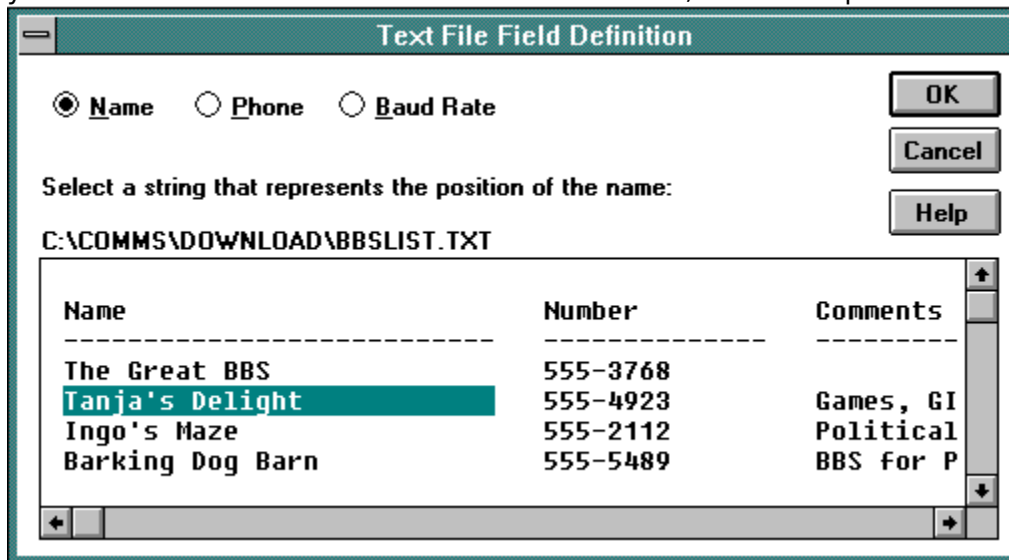 Text File Field Definition
Name Phone Baud Rate
OK
Cancel
Select a string that represents the position of the name:
Help
C:\COMMS\DOWNLOAD\BBSLIST.TXT
Name Number Comments
--------------------------- -------------- ---------
The Great BBS 555-3768
Tanja's Delight 555-4923 Games, GI
Ingo's Maze 555-2112 Political
Barking Dog Barn 555-5489 BBS for P